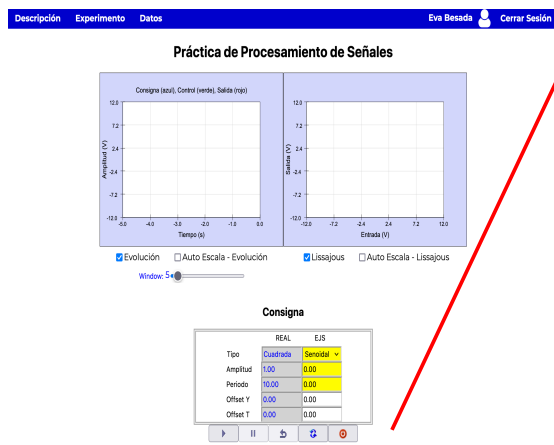 Descripción Experimento Datos Eva Besada Cerrar Sesión
Práctica de Procesamiento de Señales
Consigna (azul), Control (verde), Salida (rojo)
Amplitud (V)
12.0
7.2
2.4
-2.4
-7.2
-12.0
-5.0 -4.0 -3.0 -2.0 -1.0 0.0
Tiempo (s)
Salida (V)
12.0
7.2
2.4
-2.4
-7.2
-12.0
-12.0 -7.2 -2.4 2.4 7.2 12.0
Entrada (V)
Evolución Auto Escala - Evolución Lissajous Auto Escala - Lissajous
Window: 5
Consigna
REAL EJS
Tipo Cuadrada Senoidal
Amplitud 1.00 0.00
Periodo 10.00 0.00
Offset Y 0.00 0.00
Offset T 0.00 0.00